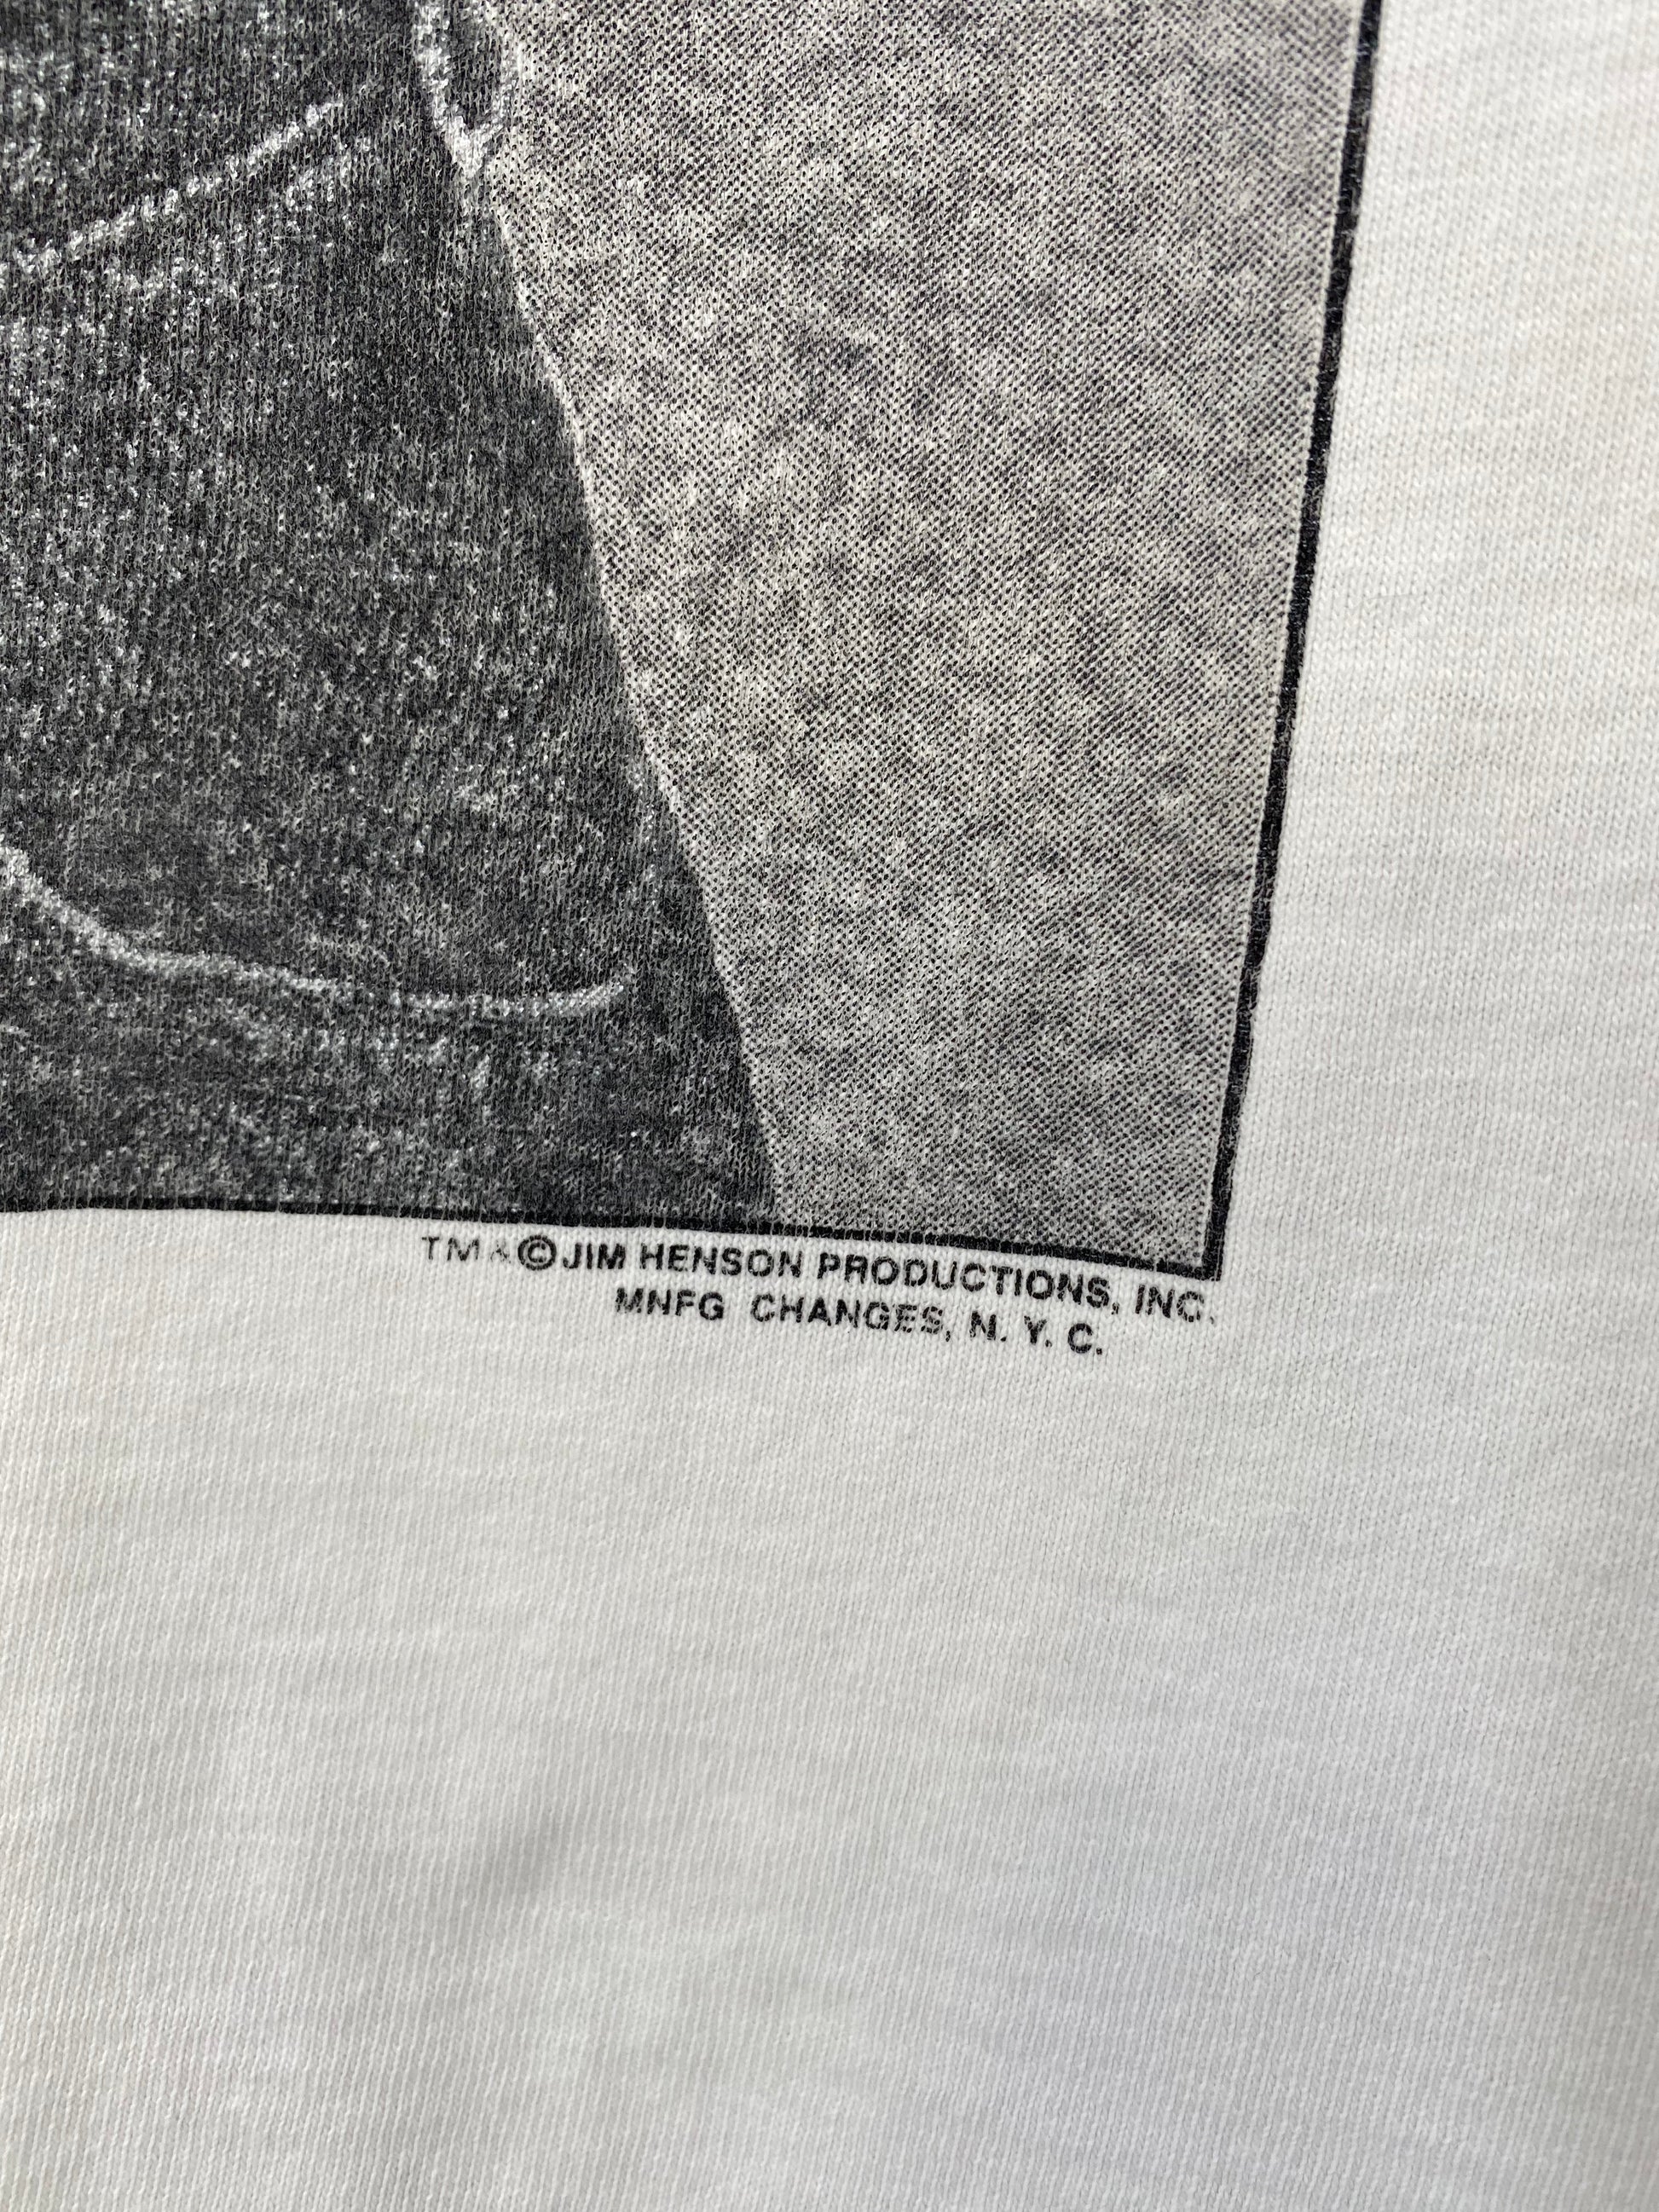 TM & © JIM HENSON PRODUCTIONS, INC.
MNFG CHANGES, N. Y. C.